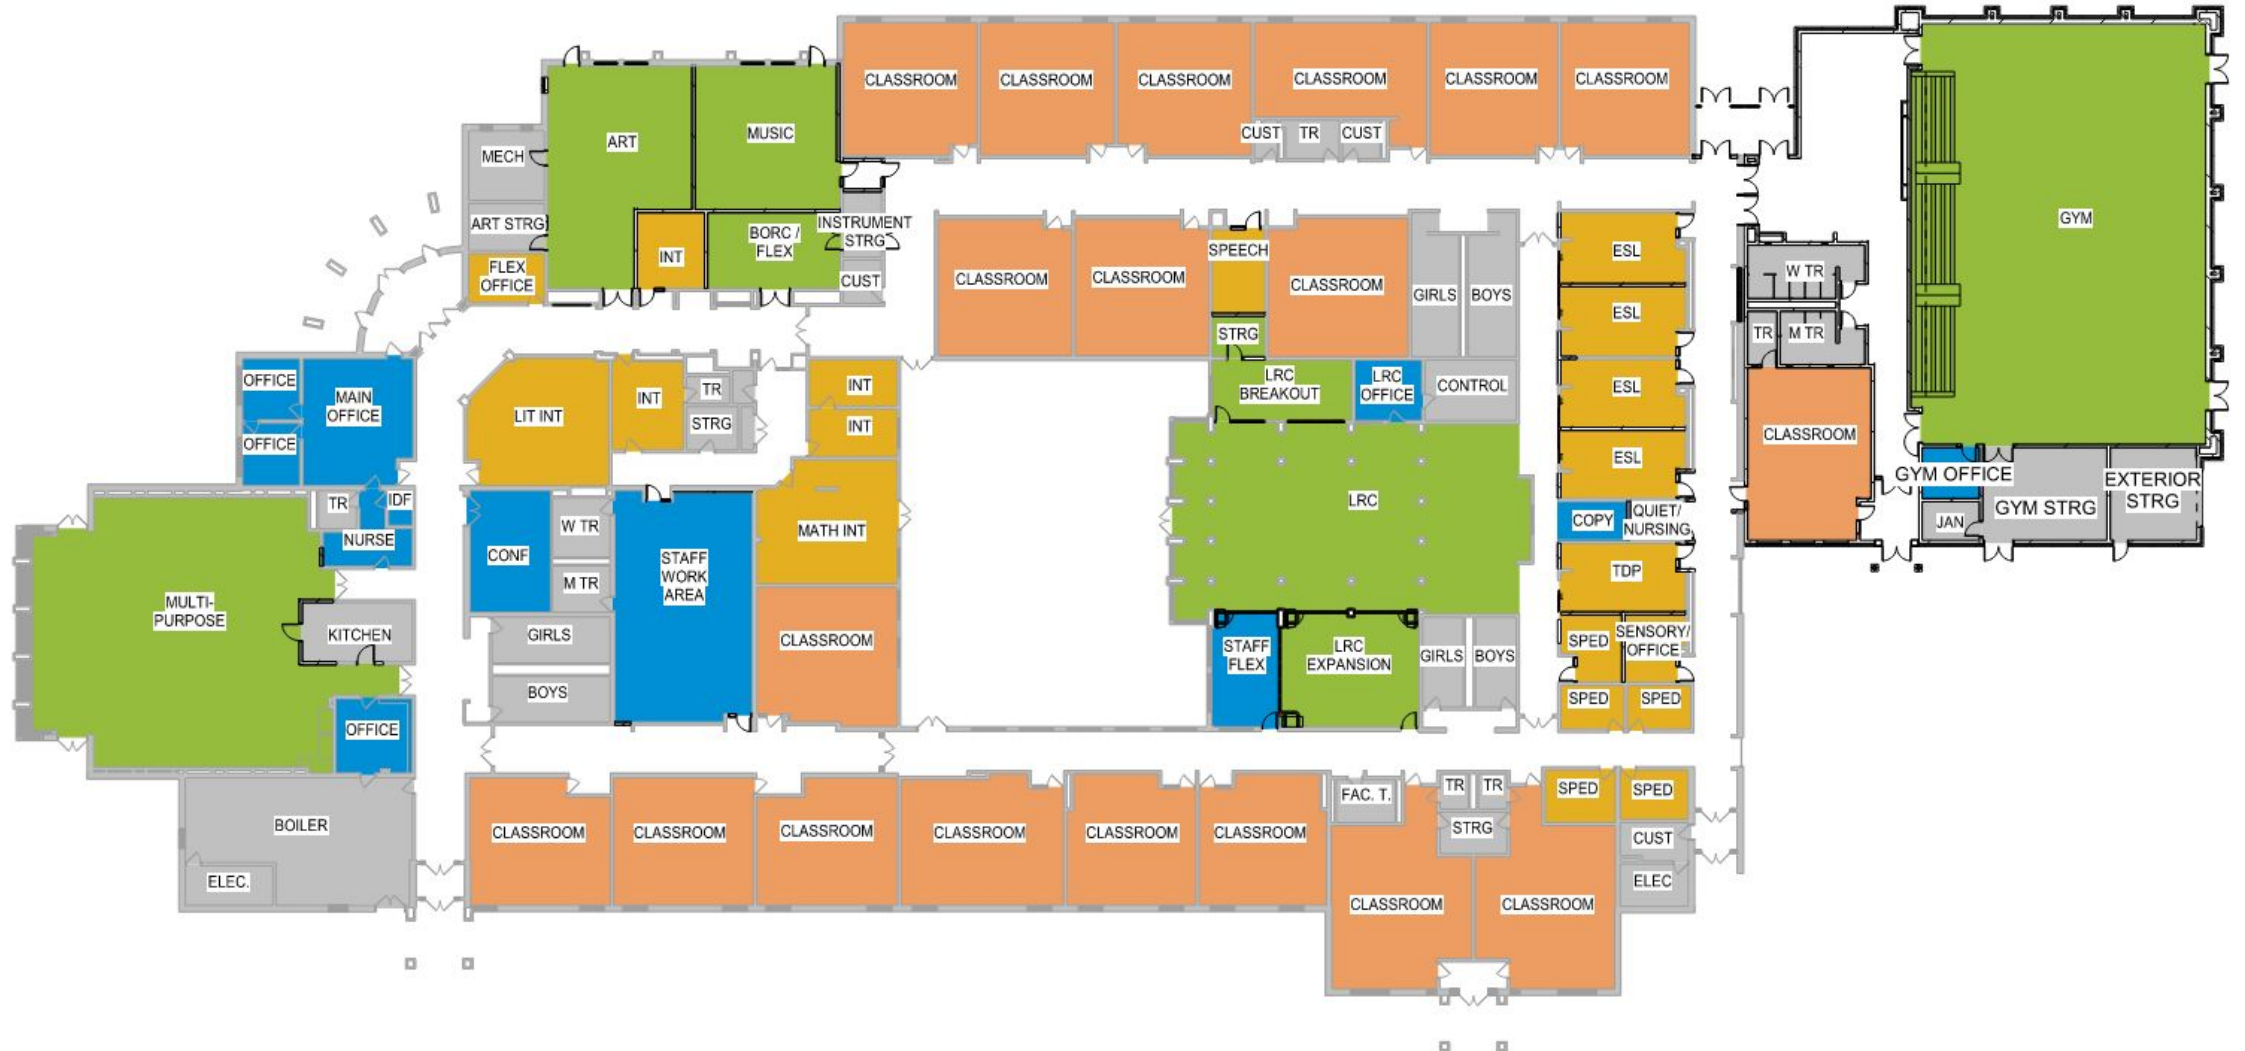 CLASSROOM
CLASSROOM
CLASSROOM
CLASSROOM
CLASSROOM
CLASSROOM
CUST
TR
CUST
ART
MUSIC
MECH
ART STRG
FLEX
OFFICE
INT
BORC /
FLEX
INSTRUMENT
STRG
CUST
CLASSROOM
CLASSROOM
SPEECH
STRG
CLASSROOM
GIRLS
BOYS
ESL
ESL
ESL
ESL
COPY
QUIET/
NURSING
TDP
SPED
SENSORY/
OFFICE
SPED
SPED
W TR
TR
M TR
CLASSROOM
GYM
GYM OFFICE
JAN
GYM STRG
EXTERIOR
STRG
OFFICE
OFFICE
MAIN
OFFICE
TR
IDF
NURSE
MULTI-
PURPOSE
KITCHEN
OFFICE
BOILER
ELEC.
LIT INT
INT
TR
STRG
INT
INT
MATH INT
CONF
W TR
M TR
STAFF
WORK
AREA
GIRLS
BOYS
CLASSROOM
LRC
BREAKOUT
LRC
OFFICE
CONTROL
LRC
STAFF
FLEX
LRC
EXPANSION
GIRLS
BOYS
CLASSROOM
CLASSROOM
CLASSROOM
CLASSROOM
CLASSROOM
CLASSROOM
FAC. T.
TR
TR
STRG
SPED
SPED
CUST
ELEC
CLASSROOM
CLASSROOM